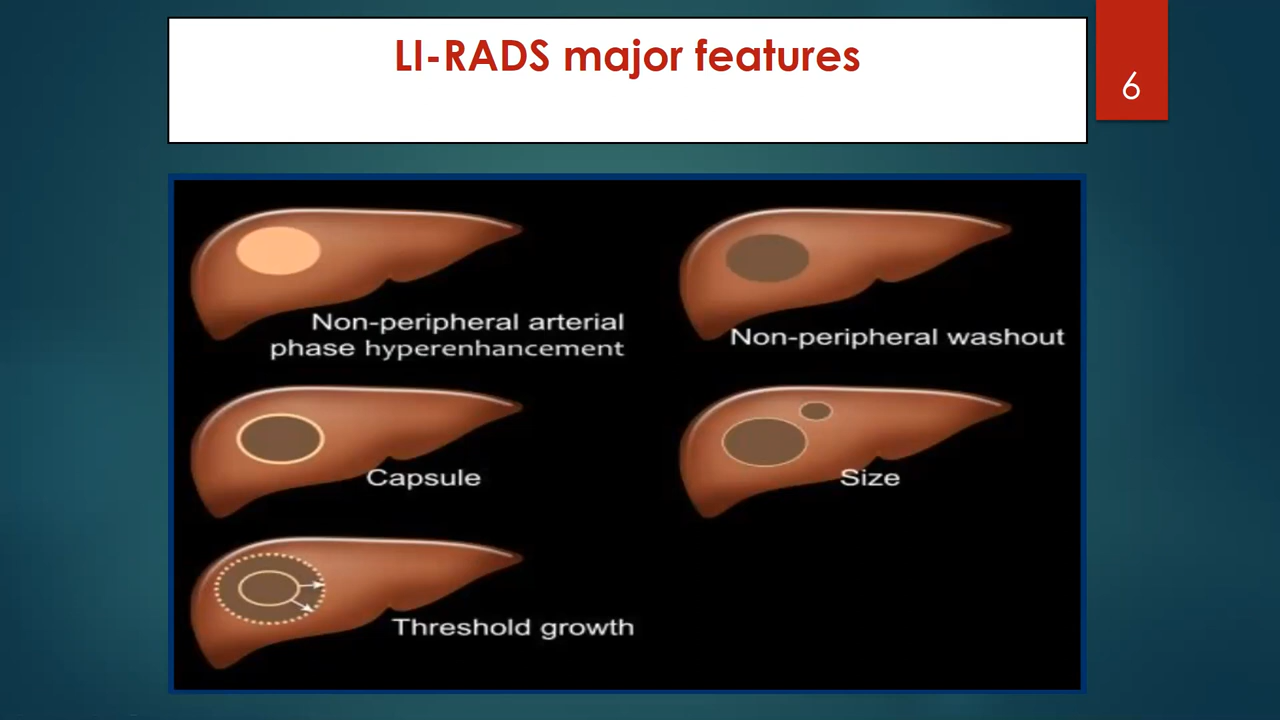 LI-RADS major features
6
Non-peripheral arterial
phase hyperenhancement
Non-peripheral washout
Capsule
Size
Threshold growth